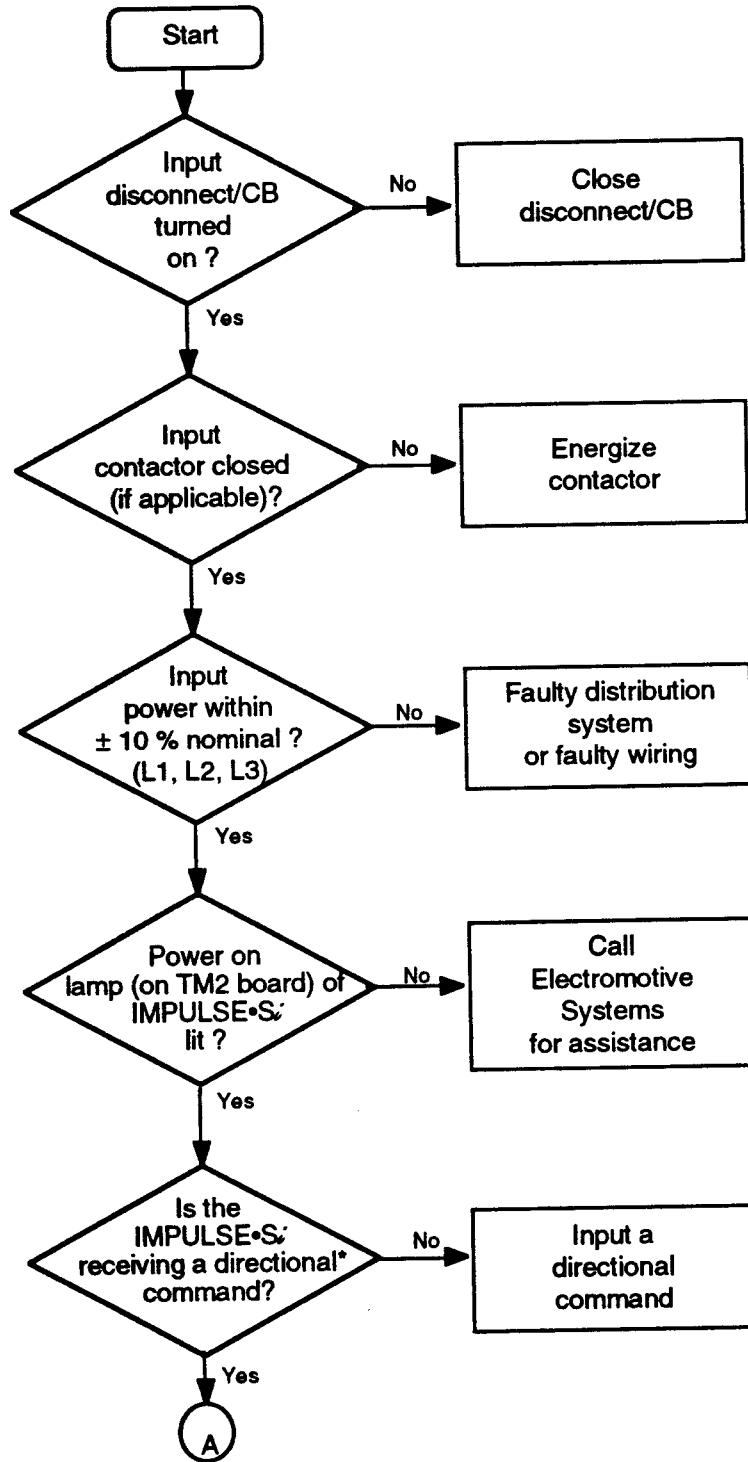 Start
Input
disconnect/CB
turned
on ?
No
Close
disconnect/CB
Yes
Input
contactor closed
(if applicable)?
No
Energize
contactor
Yes
Input
power within
± 10 % nominal ?
(L1, L2, L3)
No
Faulty distribution
system
or faulty wiring
Yes
Power on
lamp (on TM2 board) of
IMPULSE•Si
lit ?
No
Call
Electromotive
Systems
for assistance
Yes
Is the
IMPULSE•Si
receiving a directional*
command?
No
Input a
directional
command
Yes
A